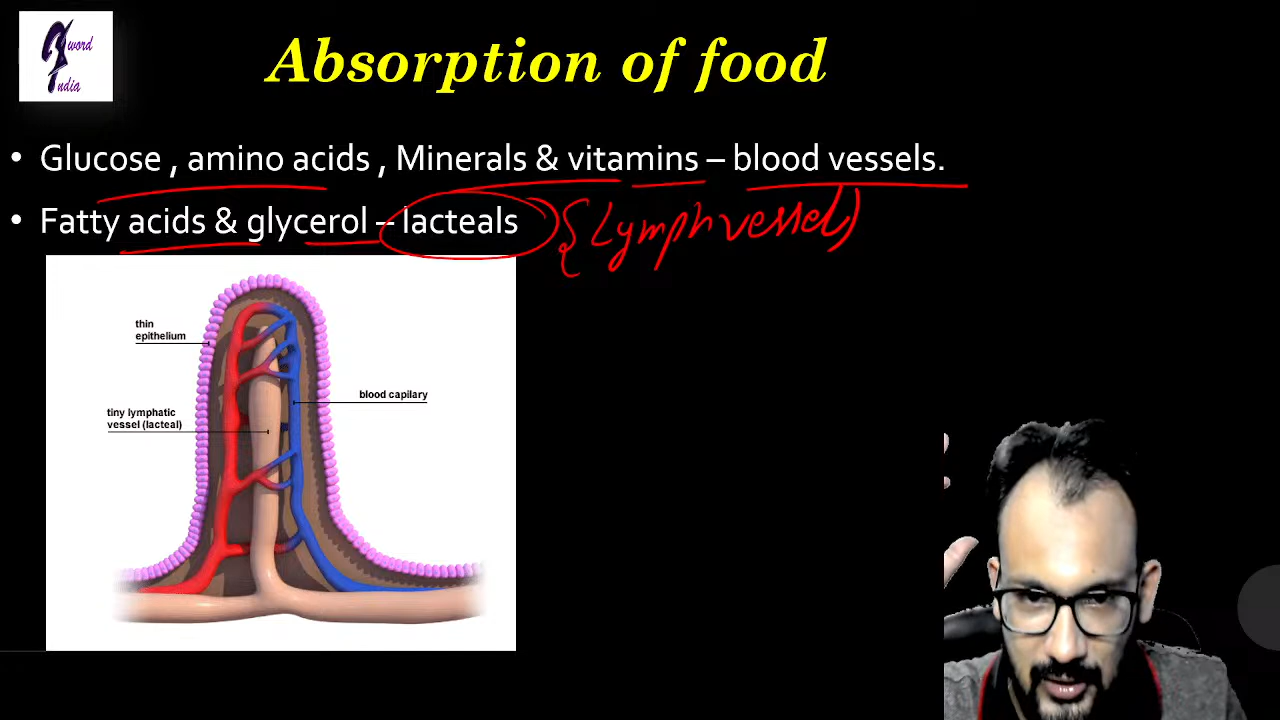 Sword
India
Absorption of food
• Glucose , amino acids , Minerals & vitamins – blood vessels.
• Fatty acids & glycerol – lacteals {Lymph vessel)
thin
epithelium
blood capilary
tiny lymphatic
vessel (lacteal)